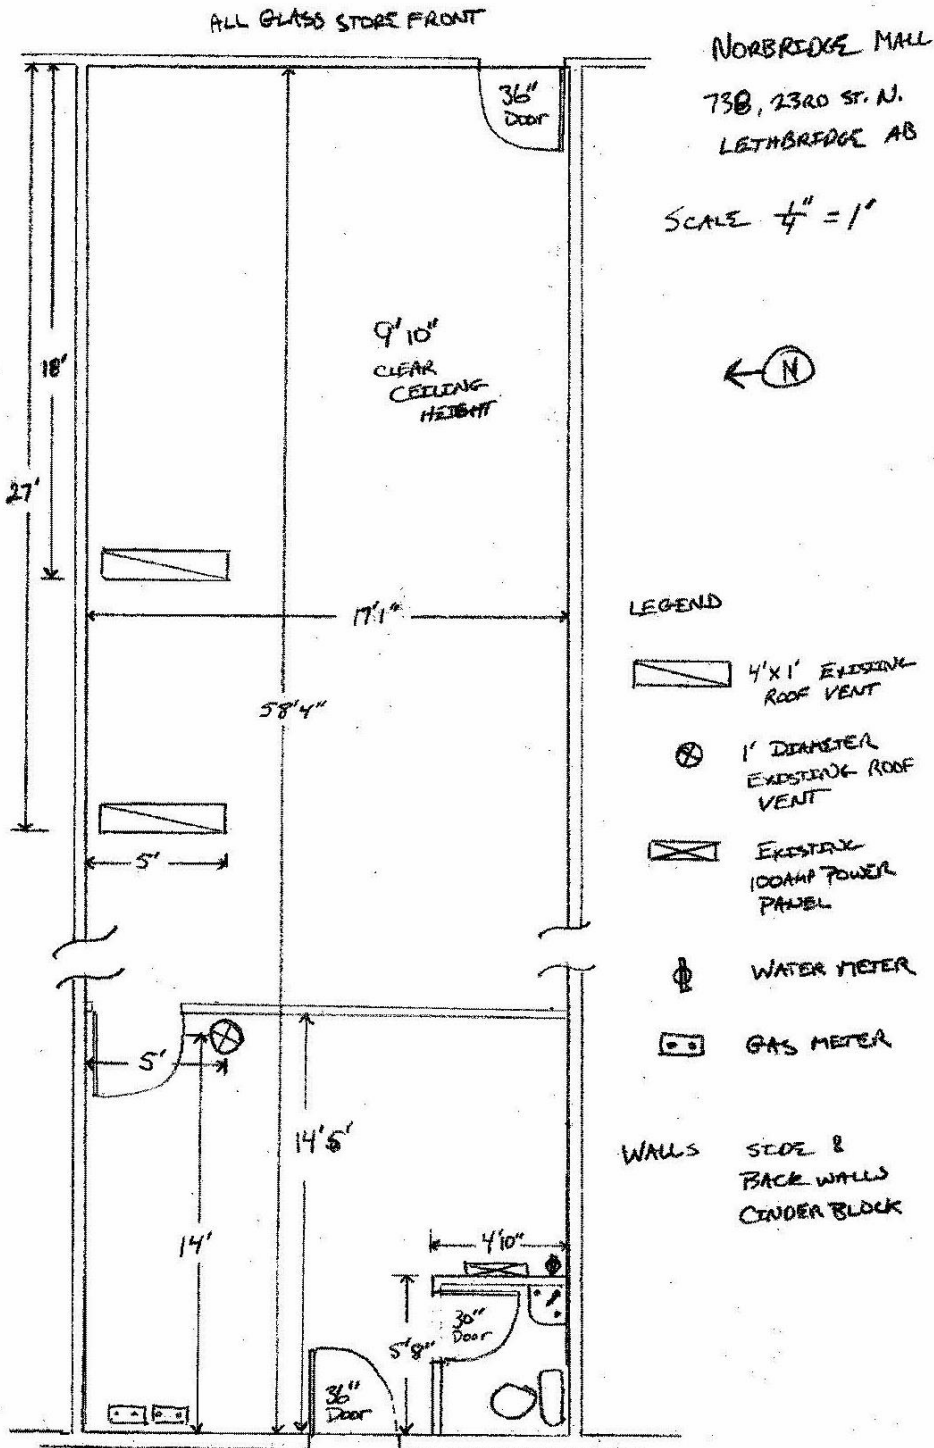 ALL GLASS STORE FRONT
NORBRIDGE MALL
738, 23RD ST. N.
LETHBRIDGE AB
SCALE 1/4" = 1'
36"
Door
9'10"
CLEAR
CEILING
HEIGHT
N
18'
27'
17'1"
58'4"
5'
LEGEND
4'X1' EXISTING
ROOF VENT
1' DIAMETER
EXISTING ROOF
VENT
EXISTING
100AMP POWER
PANEL
WATER METER
GAS METER
WALLS SIDE &
BACK WALLS
CINDER BLOCK
5'
14'5'
14'
4'10"
5'8"
30"
Door
36"
Door